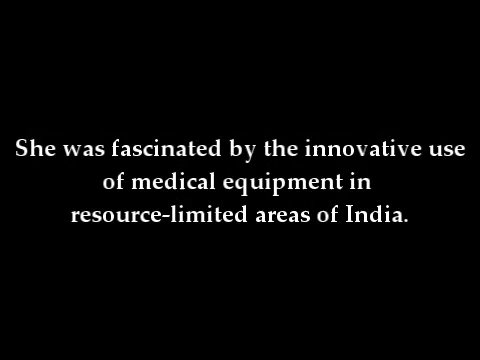 She was fascinated by the innovative use
of medical equipment in
resource-limited areas of India.